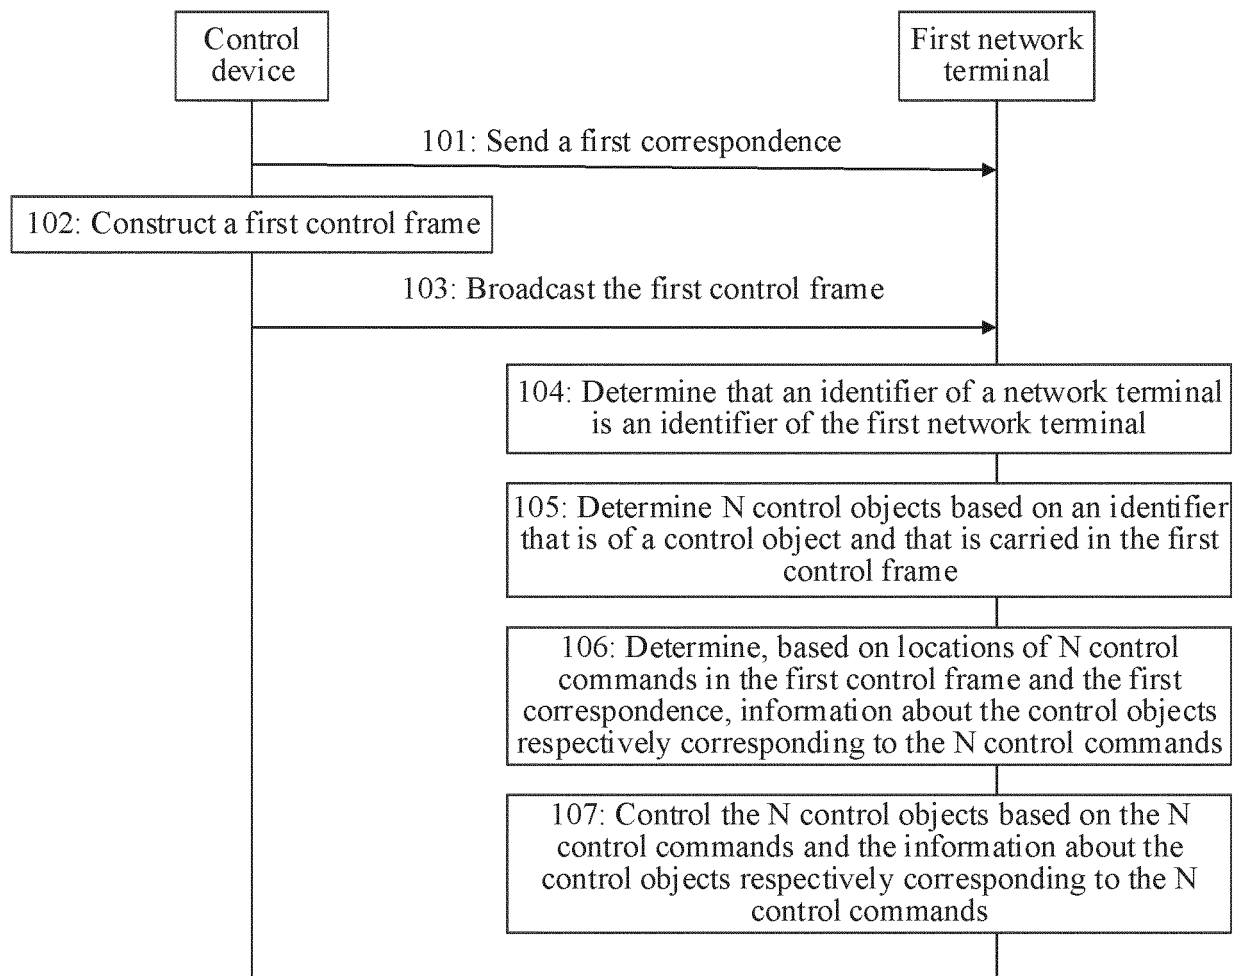 Control
device
First network
terminal
101: Send a first correspondence
102: Construct a first control frame
103: Broadcast the first control frame
104: Determine that an identifier of a network terminal
is an identifier of the first network terminal
105: Determine N control objects based on an identifier
that is of a control object and that is carried in the first
control frame
106: Determine, based on locations of N control
commands in the first control frame and the first
correspondence, information about the control objects
respectively corresponding to the N control commands
107: Control the N control objects based on the N
control commands and the information about the
control objects respectively corresponding to the N
control commands